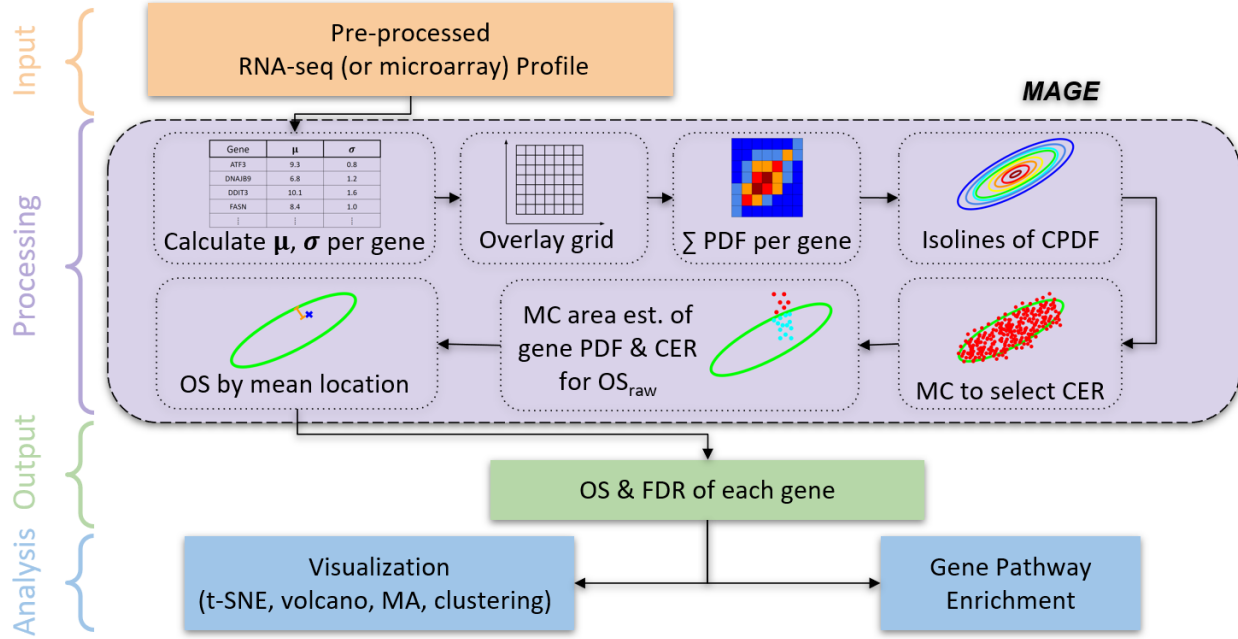 Input
Pre-processed
RNA-seq (or microarray) Profile
MAGE
Processing
Gene μ σ
ATF3 9.3 0.8
DNAJB9 6.8 1.2
DDIT3 10.1 1.6
FASN 8.4 1.0
Calculate μ, σ per gene
Overlay grid
∑ PDF per gene
Isolines of CPDF
OS by mean location
MC area est. of
gene PDF & CER
for OSraw
MC to select CER
Output
OS & FDR of each gene
Analysis
Visualization
(t-SNE, volcano, MA, clustering)
Gene Pathway
Enrichment